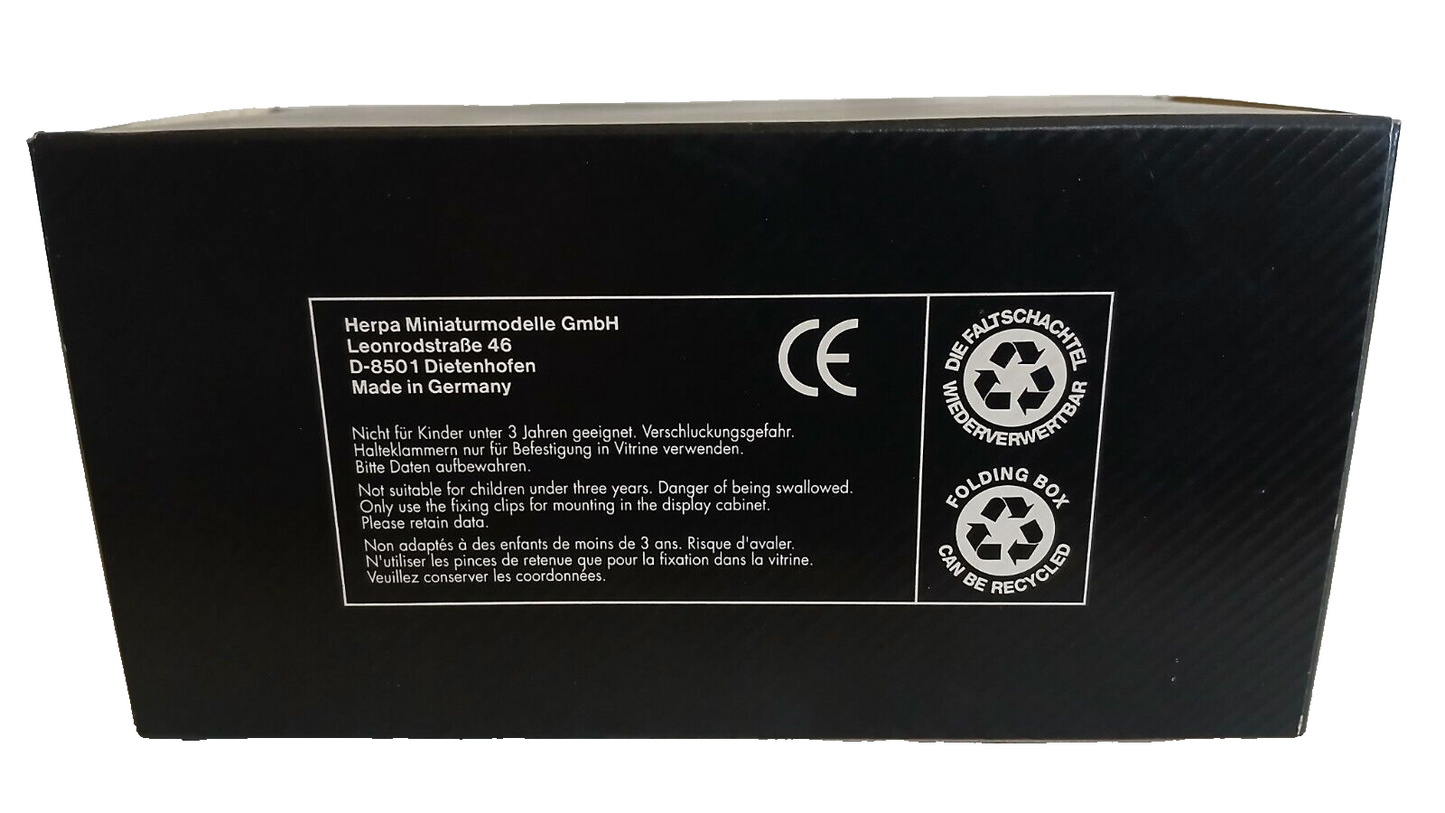 Herpa Miniaturmodelle GmbH
Leonrodstraße 46
D-8501 Dietenhofen
Made in Germany
CE
Nicht für Kinder unter 3 Jahren geeignet. Verschluckungsgefahr.
Halteklammern nur für Befestigung in Vitrine verwenden.
Bitte Daten aufbewahren.
Not suitable for children under three years. Danger of being swallowed.
Only use the fixing clips for mounting in the display cabinet.
Please retain data.
Non adaptés à des enfants de moins de 3 ans. Risque d'avaler.
N'utiliser les pinces de retenue que pour la fixation dans la vitrine.
Veuillez conserver les coordonnées.
DIE FALTSCHACHTEL
WIEDERVERWERTBAR
FOLDING BOX
CAN BE RECYCLED